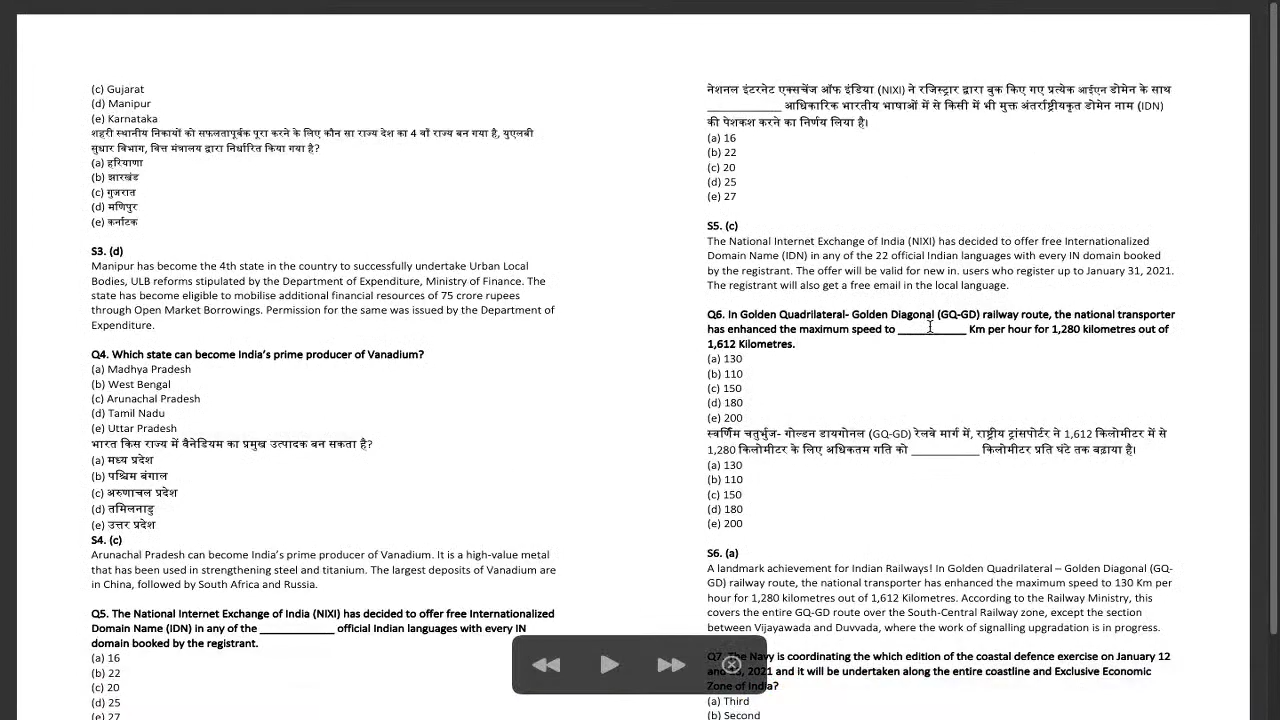 (c) Gujarat
(d) Manipur
(e) Karnataka
शहरी स्थानीय निकायों को सफलतापूर्वक पूरा करने के लिए कौन सा राज्य देश का 4 वाँ राज्य बन गया है, यूएलबी
सुधार विभाग, वित्त मंत्रालय द्वारा निर्धारित किया गया है?
(a) हरियाणा
(b) झारखंड
(c) गुजरात
(d) मणिपुर
(e) कर्नाटक
S3. (d)
Manipur has become the 4th state in the country to successfully undertake Urban Local
Bodies, ULB reforms stipulated by the Department of Expenditure, Ministry of Finance. The
state has become eligible to mobilise additional financial resources of 75 crore rupees
through Open Market Borrowings. Permission for the same was issued by the Department of
Expenditure.
Q4. Which state can become India's prime producer of Vanadium?
(a) Madhya Pradesh
(b) West Bengal
(c) Arunachal Pradesh
(d) Tamil Nadu
(e) Uttar Pradesh
भारत किस राज्य में वैनेडियम का प्रमुख उत्पादक बन सकता है?
(a) मध्य प्रदेश
(b) पश्चिम बंगाल
(c) अरुणाचल प्रदेश
(d) तमिलनाडु
(e) उत्तर प्रदेश
S4. (c)
Arunachal Pradesh can become India's prime producer of Vanadium. It is a high-value metal
that has been used in strengthening steel and titanium. The largest deposits of Vanadium are
in China, followed by South Africa and Russia.
Q5. The National Internet Exchange of India (NIXI) has decided to offer free Internationalized
Domain Name (IDN) in any of the ______________ official Indian languages with every IN
domain booked by the registrant.
(a) 16
(b) 22
(c) 20
(d) 25
(e) 27
नेशनल इंटरनेट एक्सचेंज ऑफ इंडिया (NIXI) ने रजिस्ट्रार द्वारा बुक किए गए प्रत्येक आईएन डोमेन के साथ
______________ आधिकारिक भारतीय भाषाओं में से किसी में भी मुक्त अंतर्राष्ट्रीयकृत डोमेन नाम (IDN)
की पेशकश करने का निर्णय लिया है।
(a) 16
(b) 22
(c) 20
(d) 25
(e) 27
S5. (c)
The National Internet Exchange of India (NIXI) has decided to offer free Internationalized
Domain Name (IDN) in any of the 22 official Indian languages with every IN domain booked
by the registrant. The offer will be valid for new in. users who register up to January 31, 2021.
The registrant will also get a free email in the local language.
Q6. In Golden Quadrilateral- Golden Diagonal (GQ-GD) railway route, the national transporter
has enhanced the maximum speed to _____________ Km per hour for 1,280 kilometres out of
1,612 Kilometres.
(a) 130
(b) 110
(c) 150
(d) 180
(e) 200
स्वर्णिम चतुर्भुज- गोल्डन डायगोनल (GQ-GD) रेलवे मार्ग में, राष्ट्रीय ट्रांसपोर्टर ने 1,612 किलोमीटर में से
1,280 किलोमीटर के लिए अधिकतम गति को _____________ किलोमीटर प्रति घंटे तक बढ़ाया है।
(a) 130
(b) 110
(c) 150
(d) 180
(e) 200
S6. (a)
A landmark achievement for Indian Railways! In Golden Quadrilateral – Golden Diagonal (GQ-
GD) railway route, the national transporter has enhanced the maximum speed to 130 Km per
hour for 1,280 kilometres out of 1,612 Kilometres. According to the Railway Ministry, this
covers the entire GQ-GD route over the South-Central Railway zone, except the section
between Vijayawada and Duvvada, where the work of signalling upgradation is in progress.
Q7. The Navy is coordinating the which edition of the coastal defence exercise on January 12
and 2021 and it will be undertaken along the entire coastline and Exclusive Economic
Zone of India?
(a) Third
(b) Second